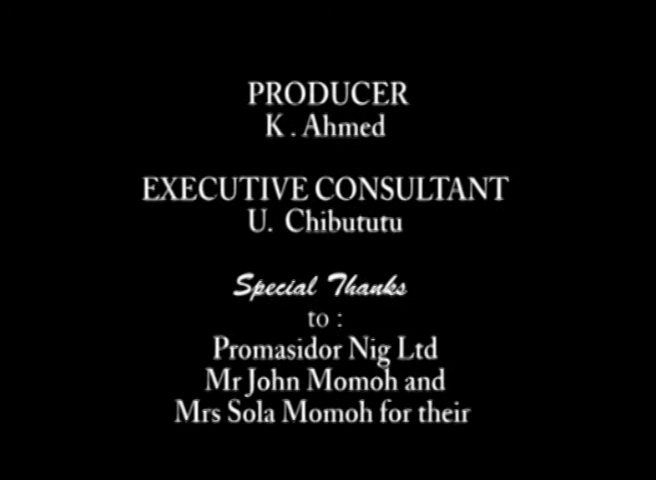 PRODUCER
K . Ahmed
EXECUTIVE CONSULTANT
U. Chibututu
Special Thanks
to :
Promasidor Nig Ltd
Mr John Momoh and
Mrs Sola Momoh for their